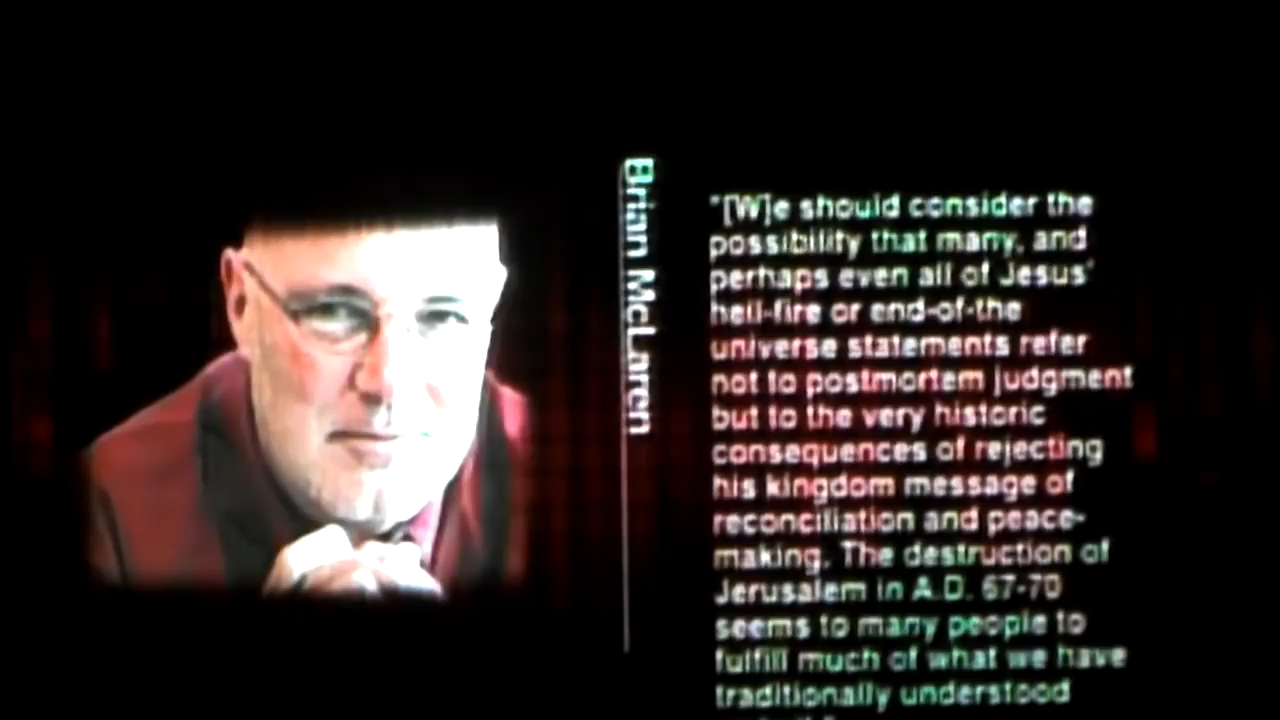 Brian McLaren
"[W]e should consider the
possibility that many, and
perhaps even all of Jesus'
hell-fire or end-of-the
universe statements refer
not to postmortem judgment
but to the very historic
consequences of rejecting
his kingdom message of
reconciliation and peace-
making. The destruction of
Jerusalem in A.D. 67-70
seems to many people to
fulfill much of what we have
traditionally understood